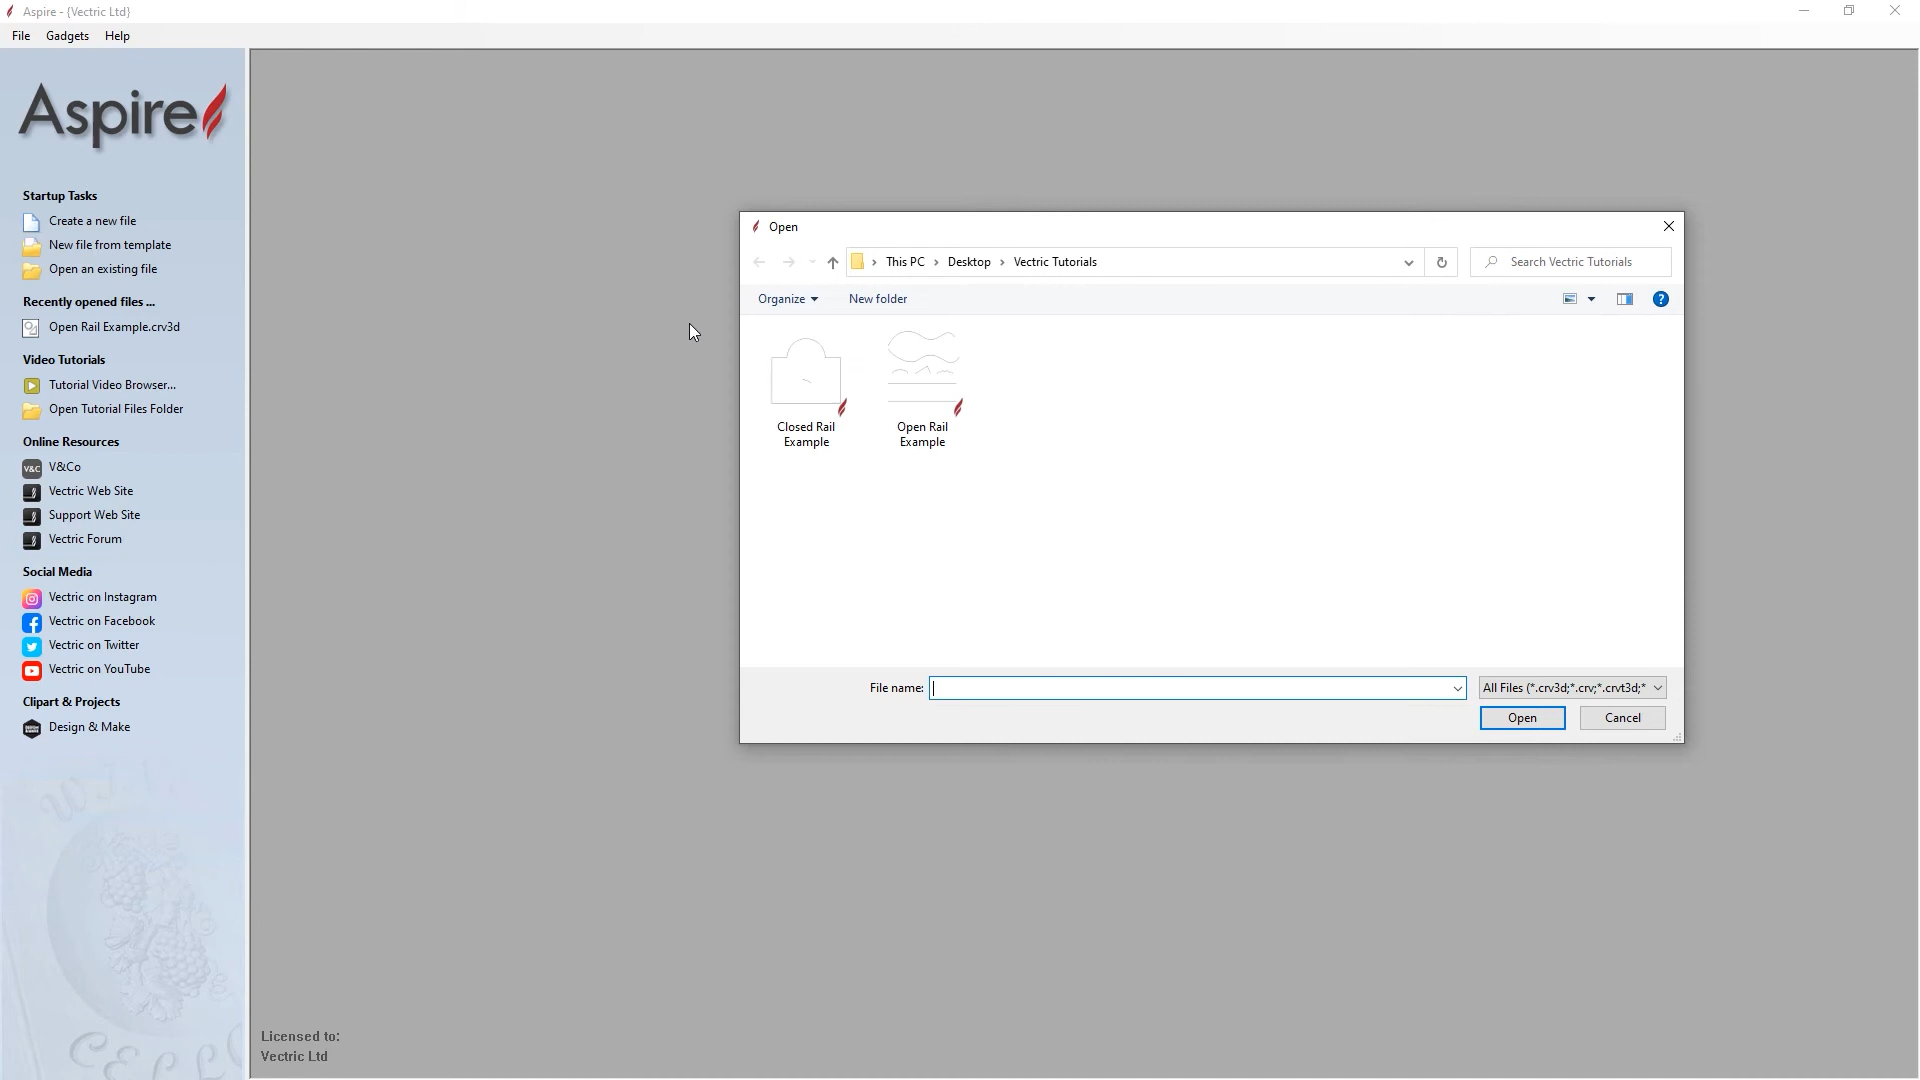 Aspire - {Vectric Ltd}
File Gadgets Help
Aspire
Startup Tasks
Create a new file
New file from template
Open an existing file
Recently opened files ...
Open Rail Example.crv3d
Video Tutorials
Tutorial Video Browser...
Open Tutorial Files Folder
Online Resources
V&C V&Co
Vectric Web Site
Support Web Site
Vectric Forum
Social Media
Vectric on Instagram
Vectric on Facebook
Vectric on Twitter
Vectric on YouTube
Clipart & Projects
Design & Make
Licensed to:
Vectric Ltd
Open
This PC > Desktop > Vectric Tutorials
Search Vectric Tutorials
Organize
New folder
Closed Rail
Example
Open Rail
Example
File name:
All Files (*.crv3d;*.crv;*.crvt3d;*
Open
Cancel